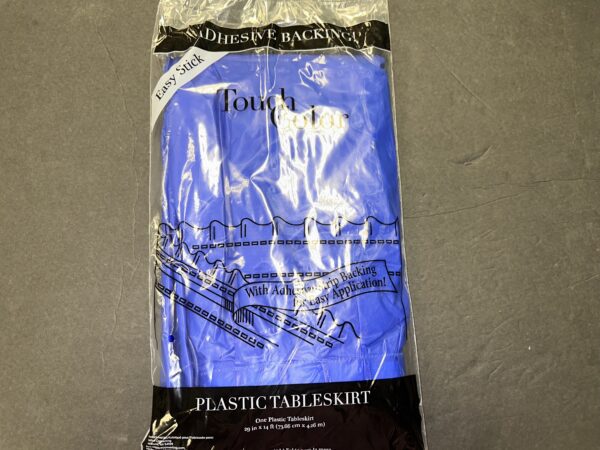 ADHESIVE BACKING!
Easy Stick
Touch
Color
With Adhesive Strip Backing
for Easy Application!
PLASTIC TABLESKIRT
One Plastic Tableskirt
29 in x 14 ft (73.66 cm x 4.26 m)